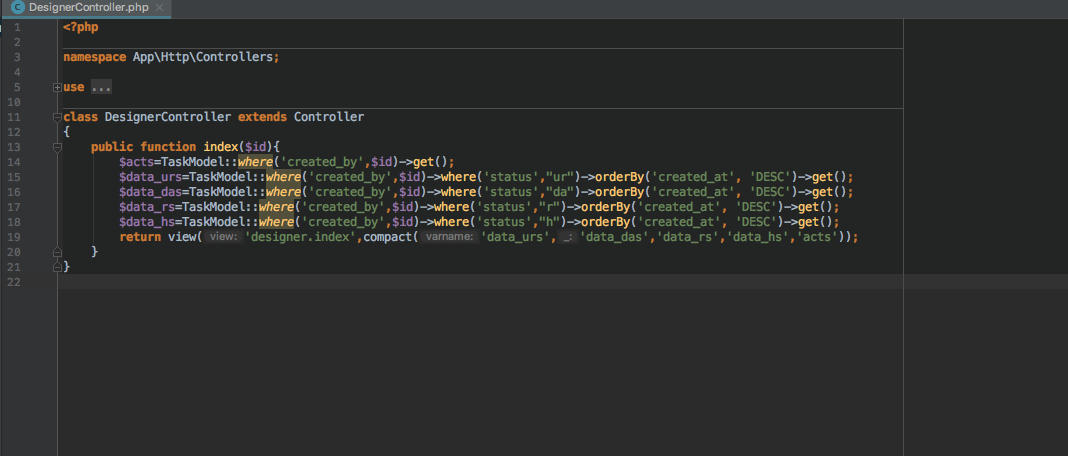 DesignerController.php
1 <?php
2
3 namespace App\Http\Controllers;
4
5 use ...
10
11 class DesignerController extends Controller
12 {
13     public function index($id){
14         $acts=TaskModel::where('created_by',$id)->get();
15         $data_urs=TaskModel::where('created_by',$id)->where('status',"ur")->orderBy('created_at', 'DESC')->get();
16         $data_das=TaskModel::where('created_by',$id)->where('status',"da")->orderBy('created_at', 'DESC')->get();
17         $data_rs=TaskModel::where('created_by',$id)->where('status',"r")->orderBy('created_at', 'DESC')->get();
18         $data_hs=TaskModel::where('created_by',$id)->where('status',"h")->orderBy('created_at', 'DESC')->get();
19         return view( view: 'designer.index',compact( varname: 'data_urs', _: 'data_das','data_rs','data_hs','acts'));
20     }
21 }
22